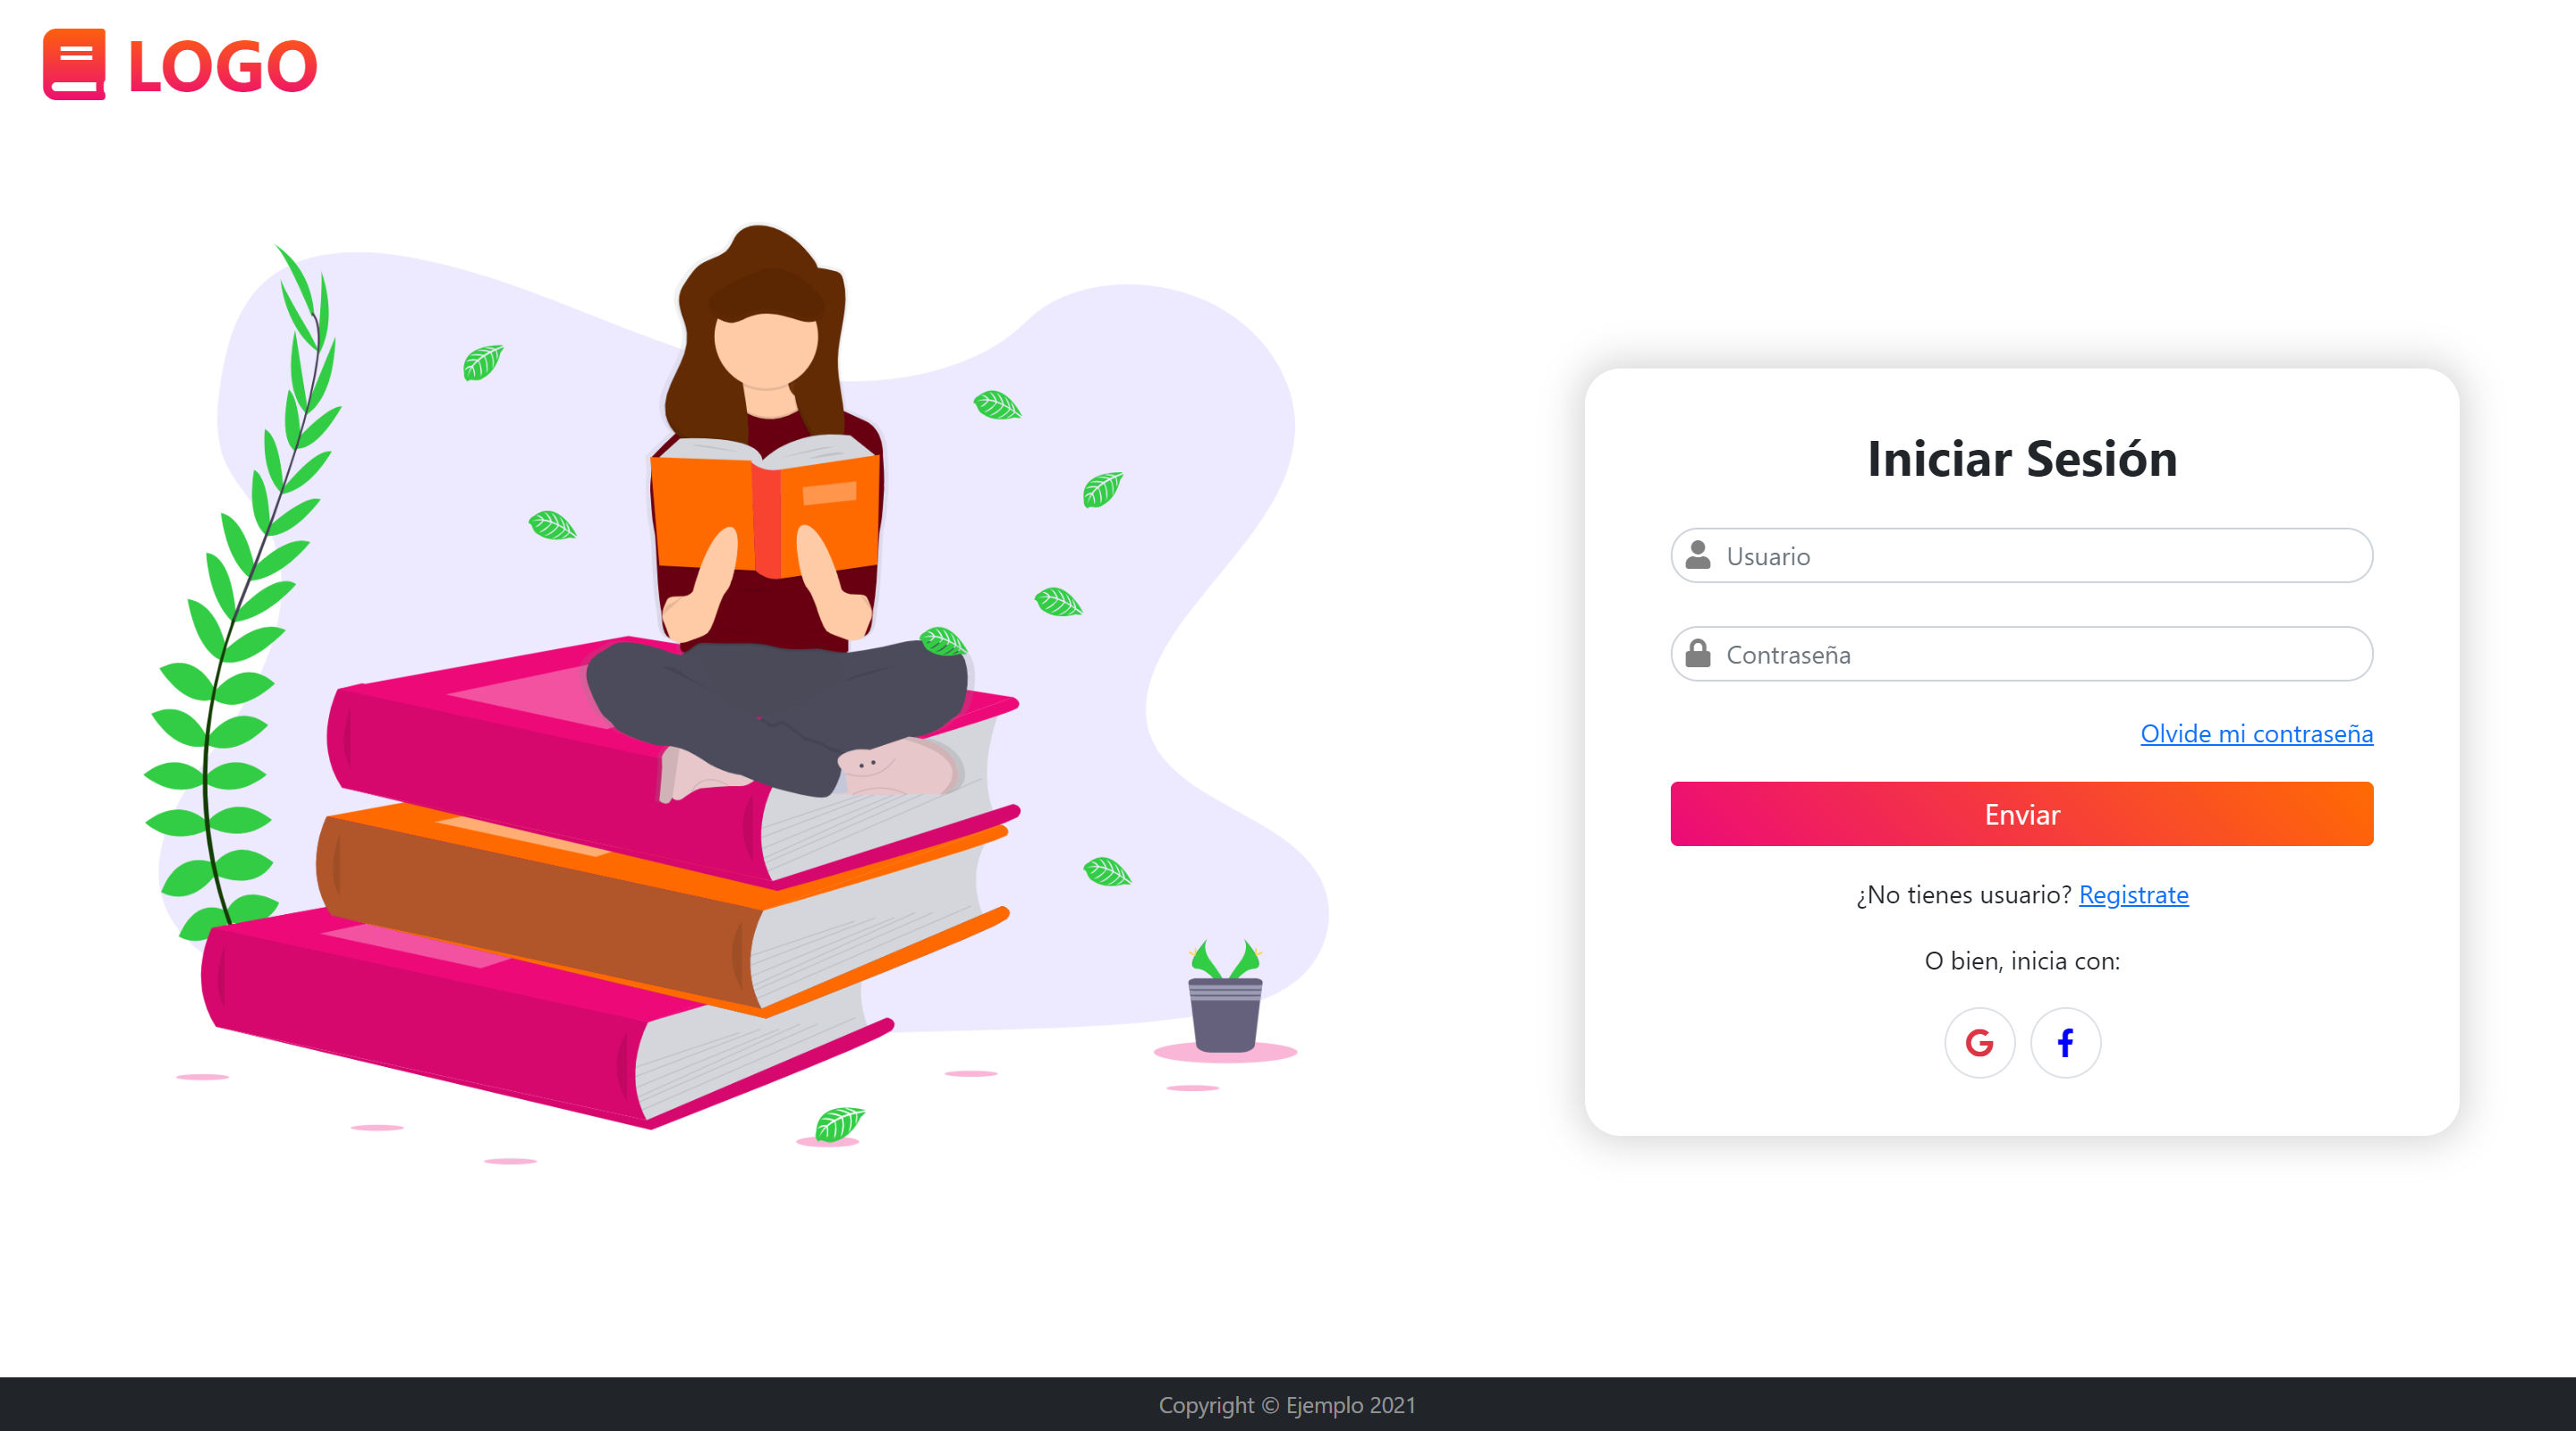 LOGO
Iniciar Sesión
Usuario
Contraseña
Olvide mi contraseña
Enviar
¿No tienes usuario? Registrate
O bien, inicia con:
Copyright © Ejemplo 2021